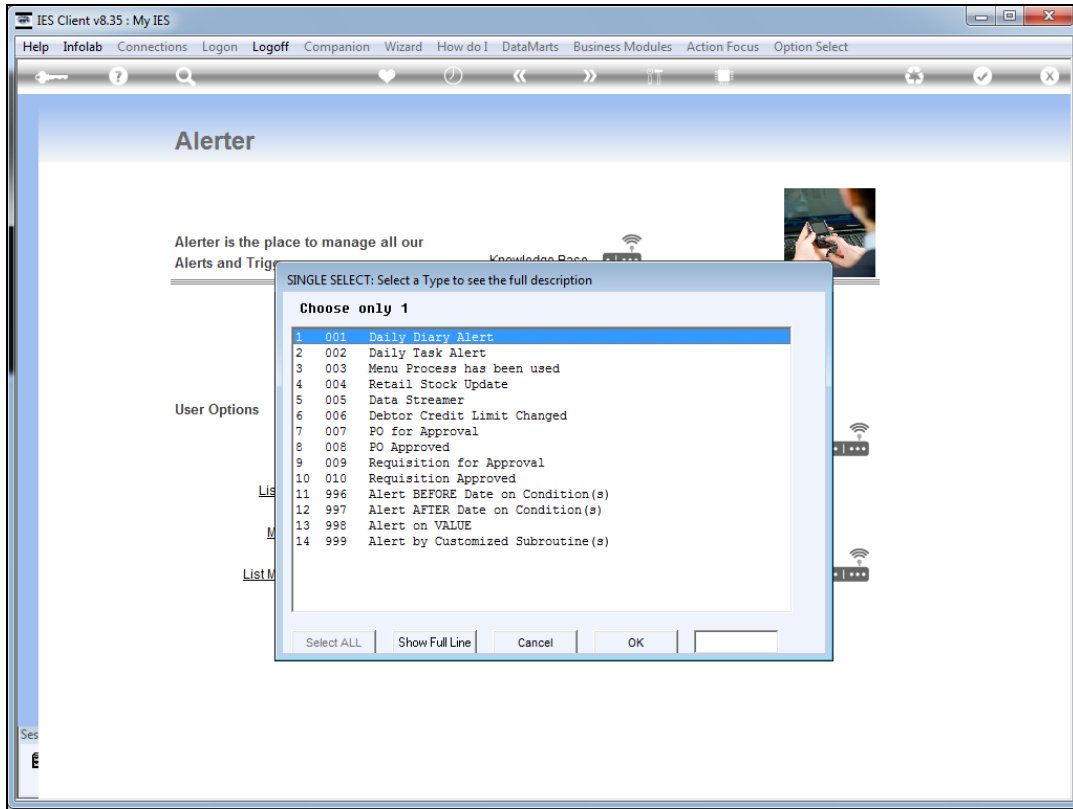 IES Client v8.35 : My IES
Help Infolab Connections Logon Logoff Companion Wizard How do I DataMarts Business Modules Action Focus Option Select
Alerter
Alerter is the place to manage all our
Alerts and Trigg
Knowledge Base
SINGLE SELECT: Select a Type to see the full description
Choose only 1
1 001 Daily Diary Alert
2 002 Daily Task Alert
3 003 Menu Process has been used
4 004 Retail Stock Update
5 005 Data Streamer
6 006 Debtor Credit Limit Changed
7 007 PO for Approval
8 008 PO Approved
9 009 Requisition for Approval
10 010 Requisition Approved
11 996 Alert BEFORE Date on Condition(s)
12 997 Alert AFTER Date on Condition(s)
13 998 Alert on VALUE
14 999 Alert by Customized Subroutine(s)
User Options
Lis
M
List M
Select ALL Show Full Line Cancel OK
Ses